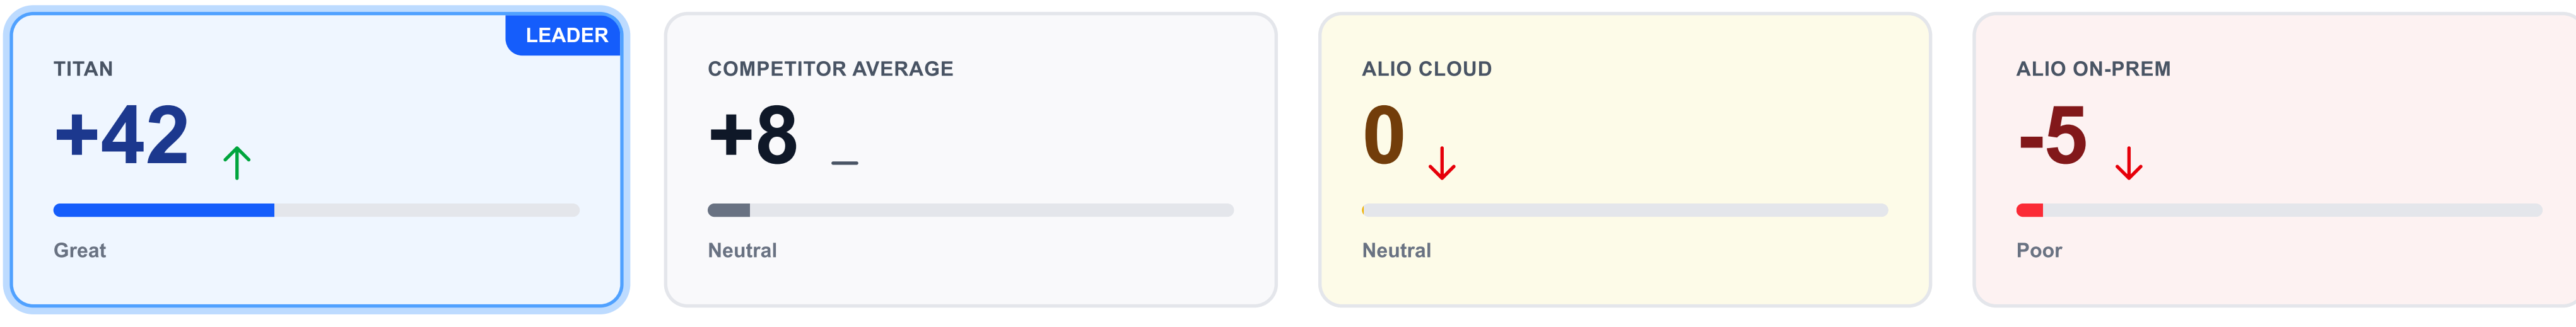 LEADER
TITAN
+42
Great
COMPETITOR AVERAGE
+8
Neutral
ALIO CLOUD
0
Neutral
ALIO ON-PREM
-5
Poor